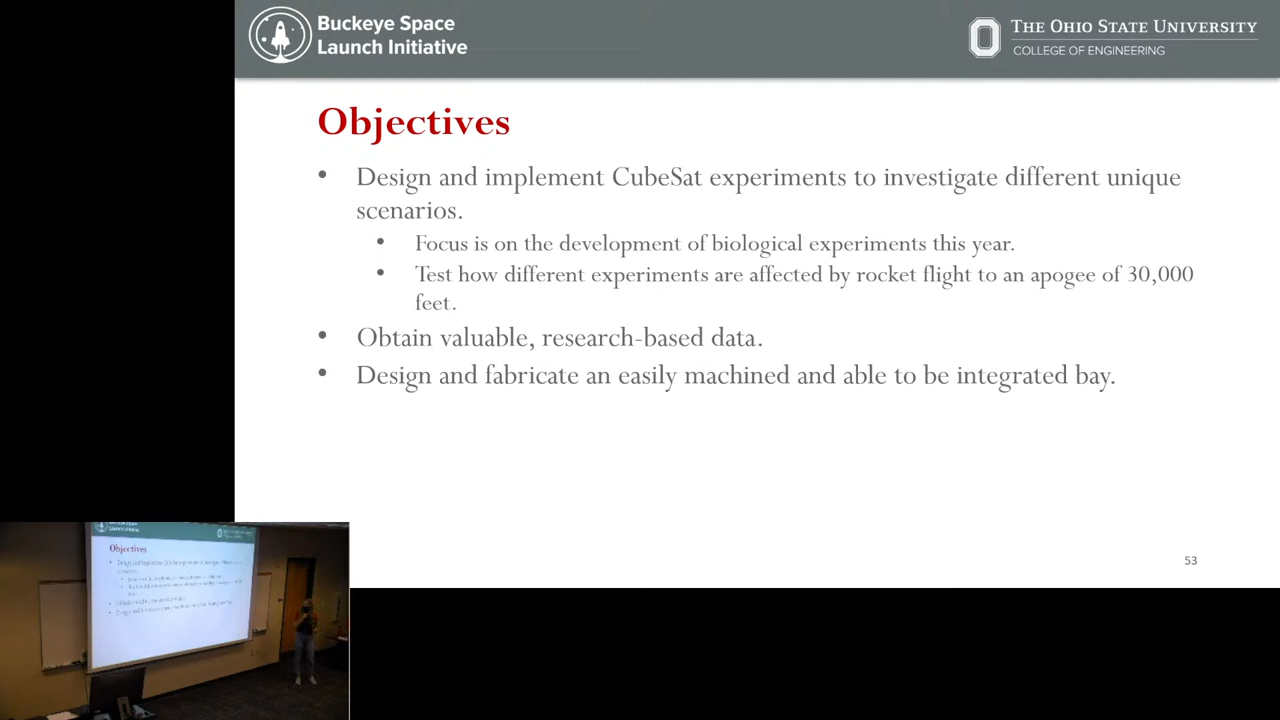 Buckeye Space
Launch Initiative
THE OHIO STATE UNIVERSITY
COLLEGE OF ENGINEERING
Objectives
• Design and implement CubeSat experiments to investigate different unique
scenarios.
• Focus is on the development of biological experiments this year.
• Test how different experiments are affected by rocket flight to an apogee of 30,000
feet.
• Obtain valuable, research-based data.
• Design and fabricate an easily machined and able to be integrated bay.
53
Objectives